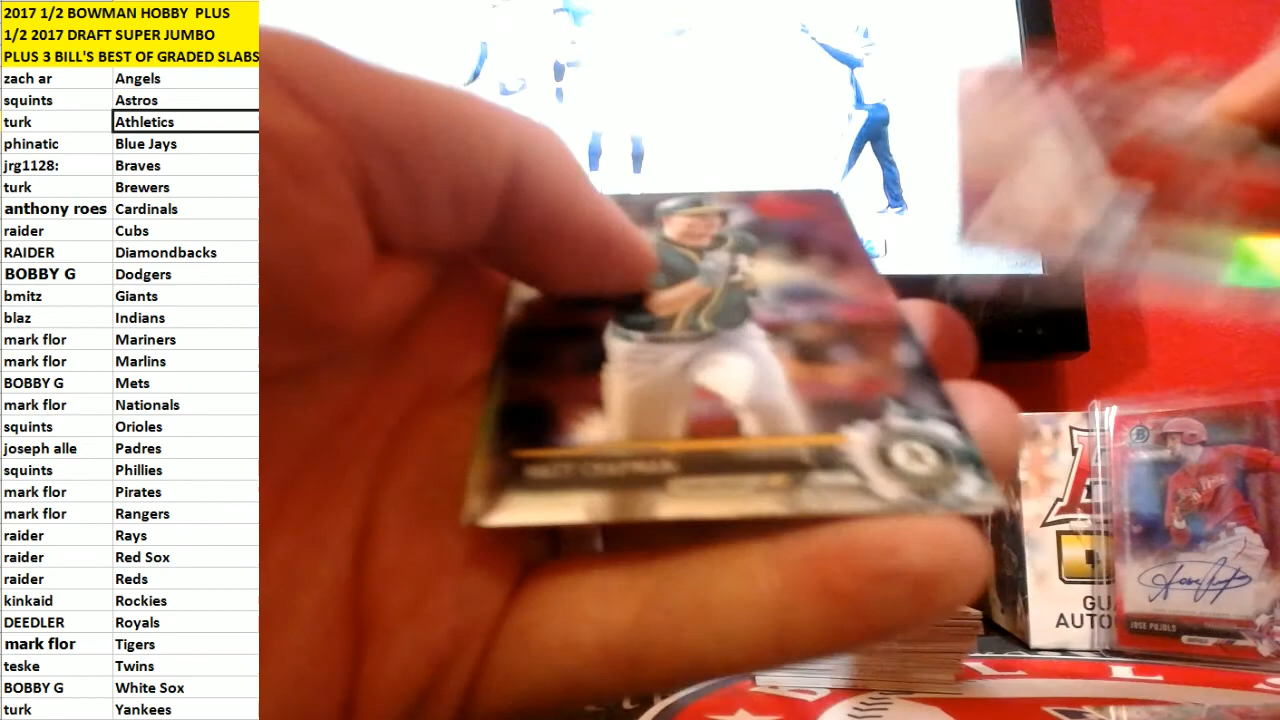 2017 1/2 BOWMAN HOBBY  PLUS
1/2 2017 DRAFT SUPER JUMBO
PLUS 3 BILL'S BEST OF GRADED SLABS
zach ar Angels
squints Astros
turk Athletics
phinatic Blue Jays
jrg1128: Braves
turk Brewers
anthony roes Cardinals
raider Cubs
RAIDER Diamondbacks
BOBBY G Dodgers
bmitz Giants
blaz Indians
mark flor Mariners
mark flor Marlins
BOBBY G Mets
mark flor Nationals
squints Orioles
joseph alle Padres
squints Phillies
mark flor Pirates
mark flor Rangers
raider Rays
raider Red Sox
raider Reds
kinkaid Rockies
DEEDLER Royals
mark flor Tigers
teske Twins
BOBBY G White Sox
turk Yankees
MATT CHAPMAN
GUA
AUTO
JOSE PUJOLS